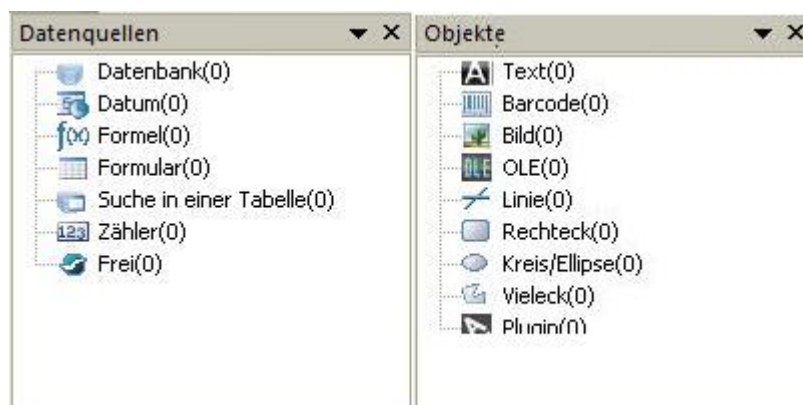 Datenquellen
Datenbank(0)
Datum(0)
Formel(0)
Formular(0)
Suche in einer Tabelle(0)
Zähler(0)
Frei(0)
Objekte
Text(0)
Barcode(0)
Bild(0)
OLE(0)
Linie(0)
Rechteck(0)
Kreis/Ellipse(0)
Vieleck(0)
Plugin(0)